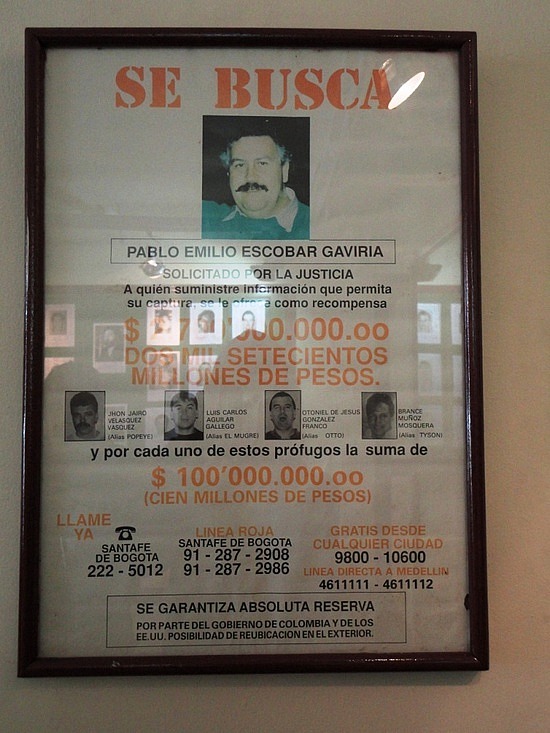 SE BUSCA
PABLO EMILIO ESCOBAR GAVIRIA
SOLICITADO POR LA JUSTICIA
A quién suministre información que permita
su captura, se le ofrece como recompensa
$ 2.700'000.000.oo
DOS MIL SETECIENTOS
MILLONES DE PESOS.
JHON JAIRO
VELASQUEZ
VASQUEZ
(Alias POPEYE)
LUIS CARLOS
AGUILAR
GALLEGO
(Alias EL MUGRE)
OTONIEL DE JESUS
GONZALEZ
FRANCO
(Alias OTTO)
BRANCE
MUÑOZ
MOSQUERA
(Alias TYSON)
y por cada uno de estos prófugos la suma de
$ 100'000.000.oo
(CIEN MILLONES DE PESOS)
LLAME
YA
SANTAFE
DE BOGOTA
222 - 5012
LINEA ROJA
SANTAFE DE BOGOTA
91 - 287 - 2908
91 - 287 - 2986
GRATIS DESDE
CUALQUIER CIUDAD
9800 - 10600
LINEA DIRECTA A MEDELLIN
4611111 - 4611112
SE GARANTIZA ABSOLUTA RESERVA
POR PARTE DEL GOBIERNO DE COLOMBIA Y DE LOS
EE.UU. POSIBILIDAD DE REUBICACION EN EL EXTERIOR.